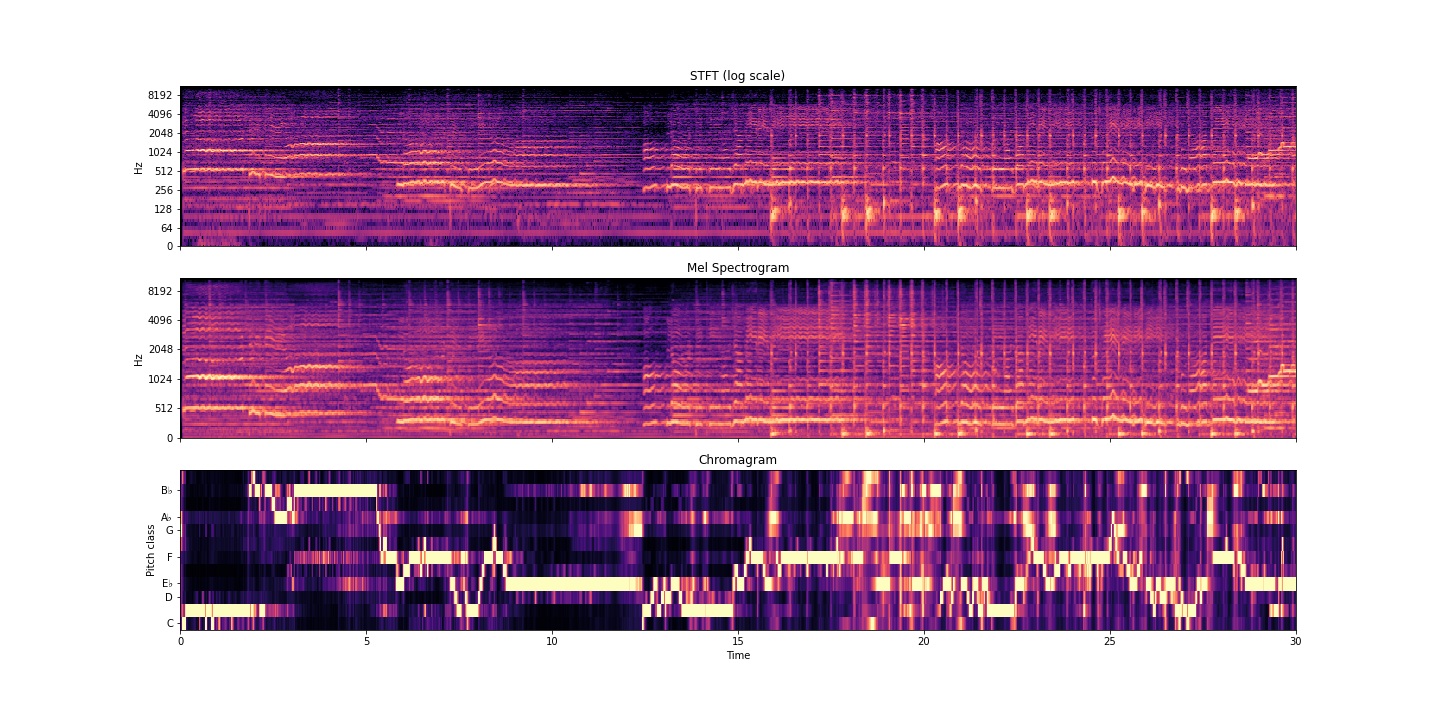 STFT (log scale)
8192
4096
2048
1024
512
256
128
64
0
Hz
Mel Spectrogram
8192
4096
2048
1024
512
0
Hz
Chromagram
B♭
A♭
G
F
E♭
D
C
Pitch class
0 5 10 15 20 25 30
Time